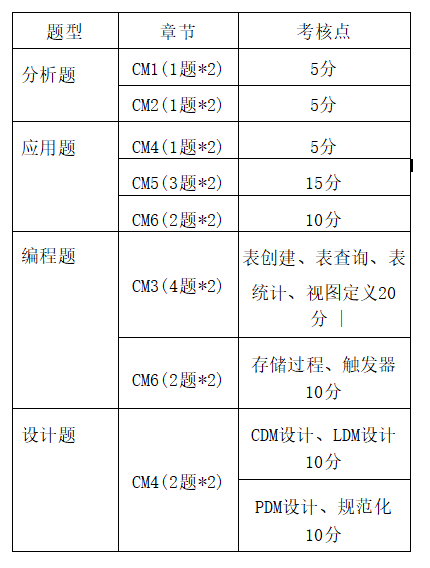 题型 章节 考核点
分析题 CM1(1题*2) 5分
CM2(1题*2) 5分
应用题 CM4(1题*2) 5分
CM5(3题*2) 15分
CM6(2题*2) 10分
编程题 CM3(4题*2) 表创建、表查询、表
统计、视图定义20
分
CM6(2题*2) 存储过程、触发器
10分
设计题 CM4(2题*2) CDM设计、LDM设计
10分
PDM设计、规范化
10分